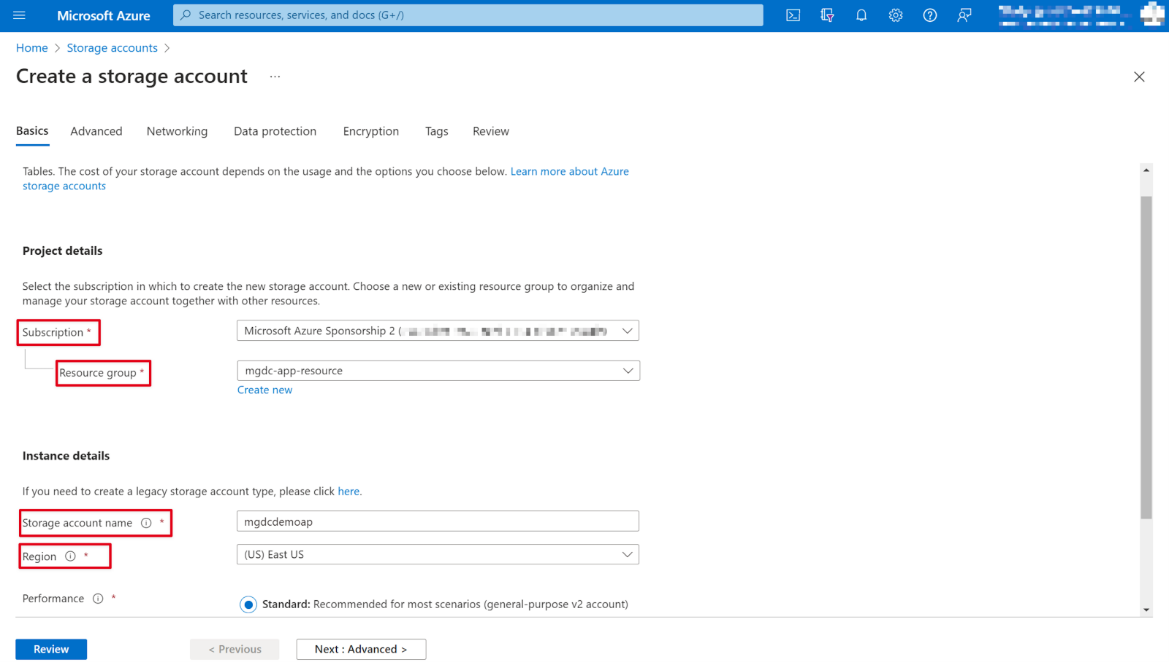 Microsoft Azure
Search resources, services, and docs (G+/)
Home > Storage accounts >
Create a storage account ...
Basics Advanced Networking Data protection Encryption Tags Review
Tables. The cost of your storage account depends on the usage and the options you choose below. Learn more about Azure
storage accounts
Project details
Select the subscription in which to create the new storage account. Choose a new or existing resource group to organize and
manage your storage account together with other resources.
Subscription *
Microsoft Azure Sponsorship 2 (
Resource group *
mgdc-app-resource
Create new
Instance details
If you need to create a legacy storage account type, please click here.
Storage account name *
mgdcdemoap
Region *
(US) East US
Performance *
Standard: Recommended for most scenarios (general-purpose v2 account)
Review
< Previous
Next : Advanced >